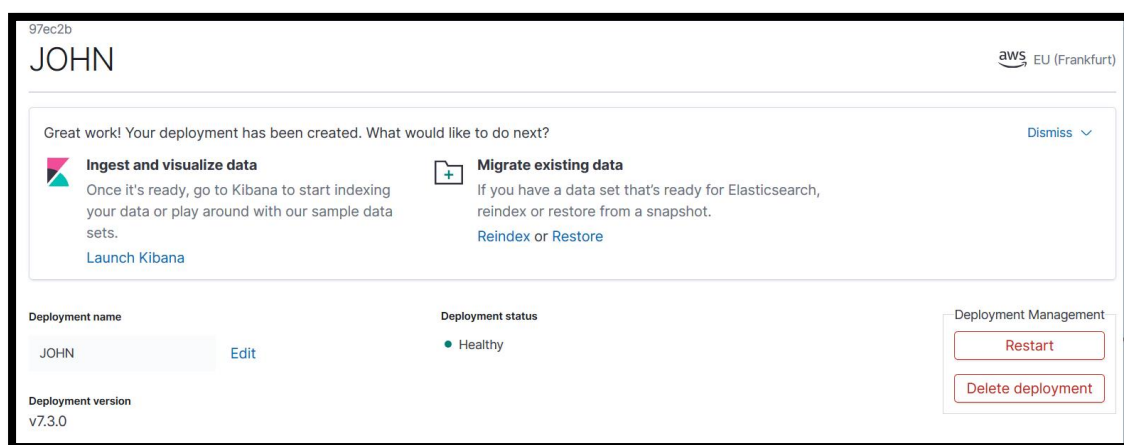 97ec2b
JOHN
aws EU (Frankfurt)
Great work! Your deployment has been created. What would like to do next?
Dismiss
Ingest and visualize data
Once it's ready, go to Kibana to start indexing
your data or play around with our sample data
sets.
Launch Kibana
Migrate existing data
If you have a data set that's ready for Elasticsearch,
reindex or restore from a snapshot.
Reindex or Restore
Deployment name
JOHN
Edit
Deployment version
v7.3.0
Deployment status
Healthy
Deployment Management
Restart
Delete deployment